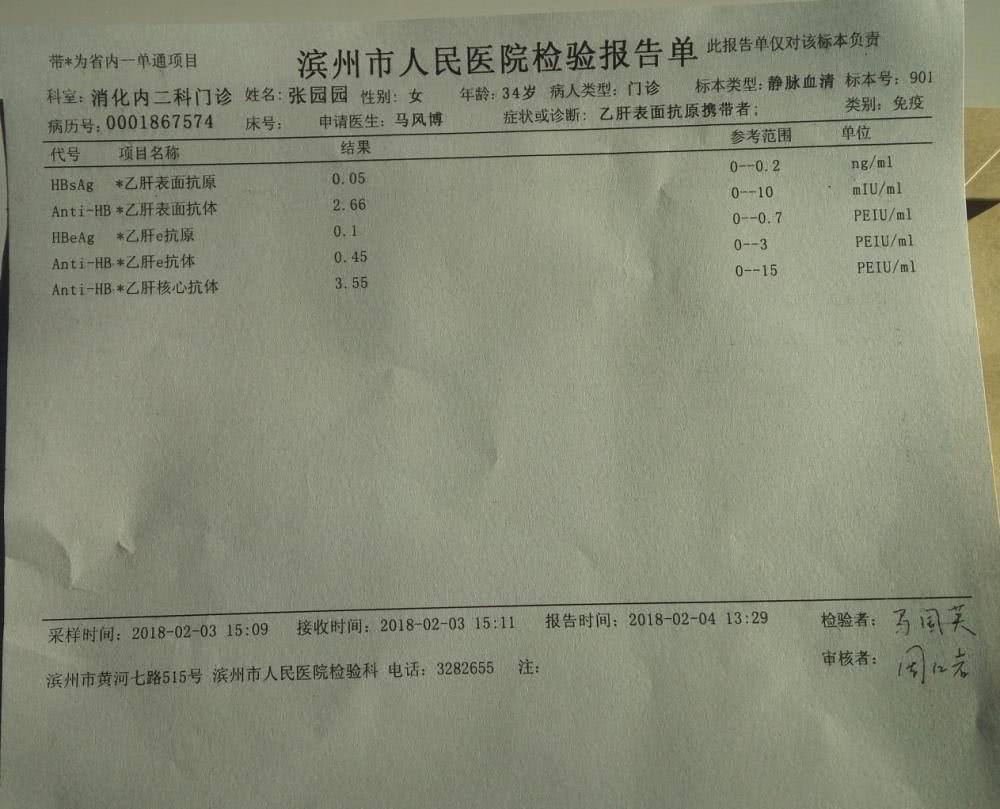 带*为省内一单通项目 滨州市人民医院检验报告单 此报告单仅对该标本负责
科室: 消化内二科门诊 姓名: 张园园 性别: 女 年龄: 34岁 病人类型: 门诊 标本类型: 静脉血清 标本号: 901
病历号: 0001867574 床号: 申请医生: 马风博 症状或诊断: 乙肝表面抗原携带者; 类别: 免疫
代号 项目名称 结果 参考范围 单位
HBsAg *乙肝表面抗原 0.05 0--0.2 ng/ml
Anti-HB *乙肝表面抗体 2.66 0--10 mIU/ml
HBeAg *乙肝e抗原 0.1 0--0.7 PEIU/ml
Anti-HB *乙肝e抗体 0.45 0--3 PEIU/ml
Anti-HB *乙肝核心抗体 3.55 0--15 PEIU/ml
采样时间: 2018-02-03 15:09 接收时间: 2018-02-03 15:11 报告时间: 2018-02-04 13:29 检验者:
审核者:
滨州市黄河七路515号 滨州市人民医院检验科 电话: 3282655 注: